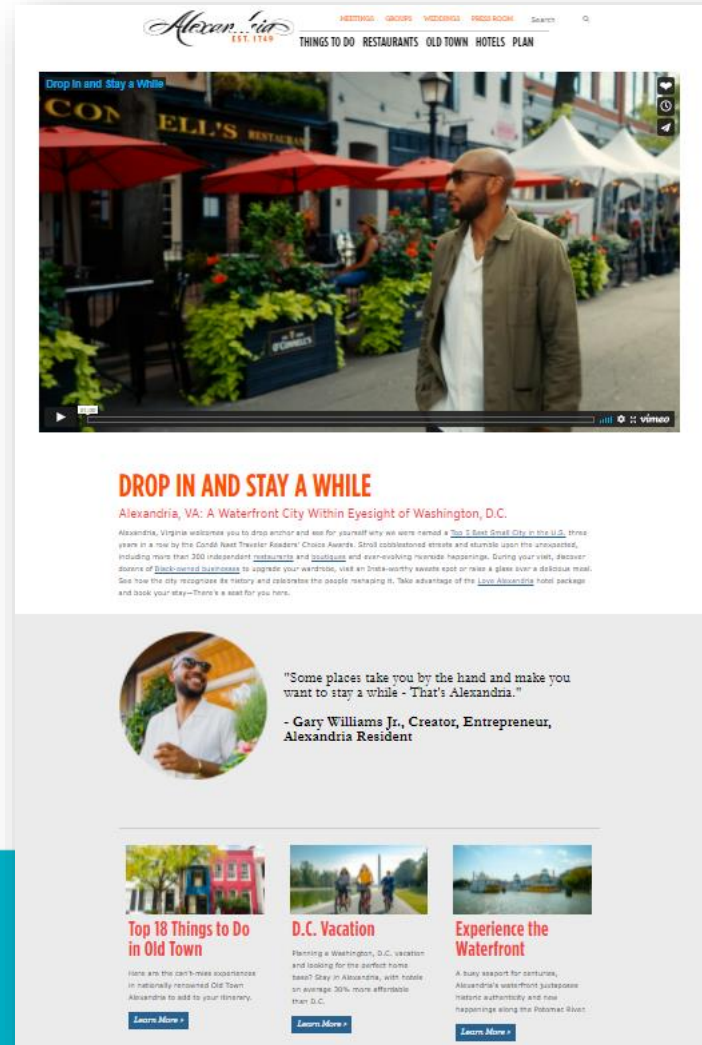 Alexandria
EST. 1749
MEETINGS GROUPS WEDDINGS PRESS ROOM Search
THINGS TO DO RESTAURANTS OLD TOWN HOTELS PLAN
Drop In and Stay a While
CON ELL'S RESTAURANT
O'CONNELL'S
vimeo
DROP IN AND STAY A WHILE
Alexandria, VA: A Waterfront City Within Eyesight of Washington, D.C.
Alexandria, Virginia welcomes you to drop anchor and see for yourself why we were named a Top 5 Best Small City in the U.S. three
years in a row by the Condé Nast Traveler Readers' Choice Awards. Stroll cobblestoned streets and stumble upon the unexpected,
including more than 200 independent restaurants and boutiques and ever-evolving riverside happenings. During your visit, discover
dozens of Black-owned businesses to upgrade your wardrobe, visit an Insta-worthy sweets spot or raise a glass over a delicious meal.
See how the city recognizes its history and celebrates the people reshaping it. Take advantage of the Love Alexandria hotel package
and book your stay—There's a seat for you here.
"Some places take you by the hand and make you
want to stay a while - That's Alexandria."
- Gary Williams Jr., Creator, Entrepreneur,
Alexandria Resident
Top 18 Things to Do
in Old Town
Here are the can't-miss experiences
in nationally renowned Old Town
Alexandria to add to your itinerary.
Learn More >
D.C. Vacation
Planning a Washington, D.C. vacation
and looking for the perfect home
base? Stay in Alexandria, with hotels
on average 30% more affordable
than D.C.
Learn More >
Experience the
Waterfront
A busy seaport for centuries,
Alexandria's waterfront juxtaposes
historic authenticity and new
happenings along the Potomac River.
Learn More >